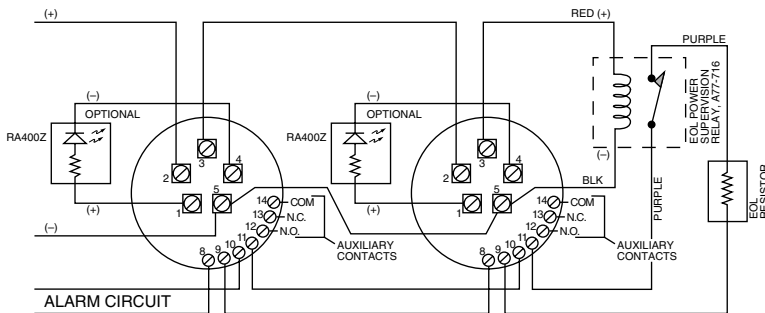 (+)
RED (+)
PURPLE
(–)
OPTIONAL
RA400Z
(+)
(–)
OPTIONAL
RA400Z
(+)
3
2
4
1
5
14
COM
13
N.C.
12
N.O.
11
10
9
8
AUXILIARY
CONTACTS
3
2
4
1
5
14
COM
13
N.C.
12
N.O.
11
10
9
8
AUXILIARY
CONTACTS
EOL POWER
SUPERVISION
RELAY, A77-716
(–)
BLK
PURPLE
EOL
RESISTOR
(–)
ALARM CIRCUIT